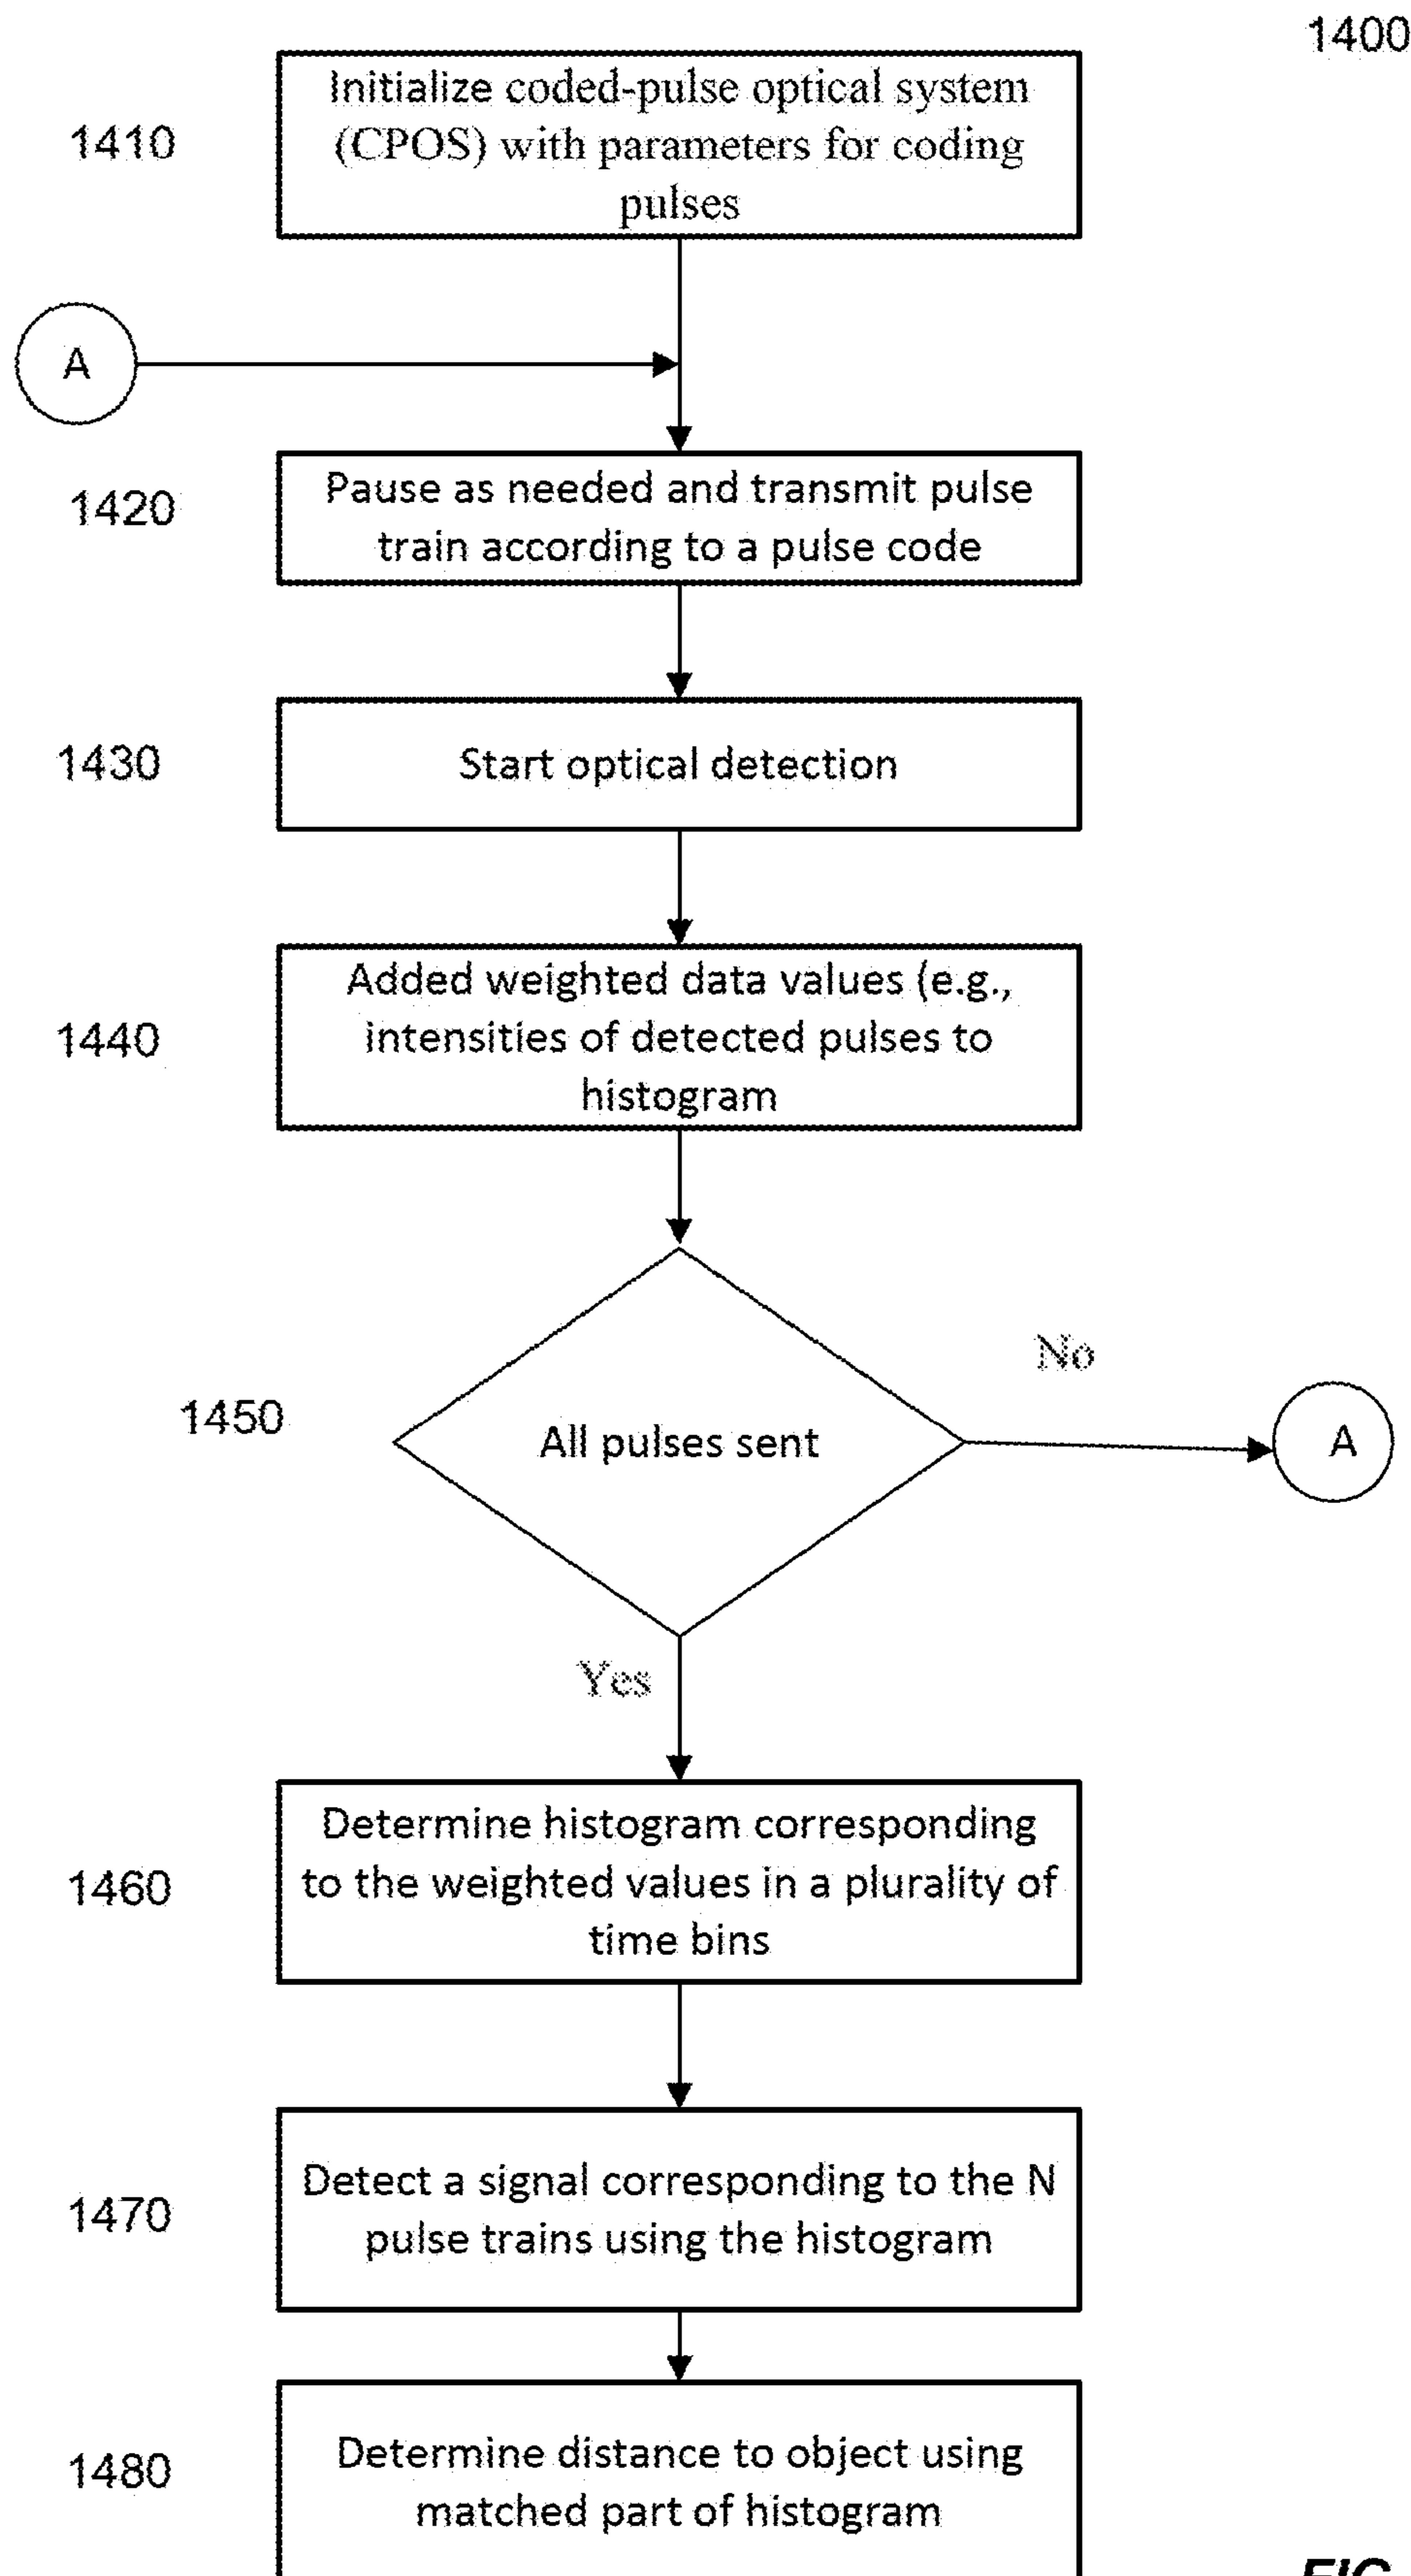 1400
1410
Initialize coded-pulse optical system
(CPOS) with parameters for coding
pulses
A
1420
Pause as needed and transmit pulse
train according to a pulse code
1430
Start optical detection
1440
Added weighted data values (e.g.,
intensities of detected pulses to
histogram
1450
All pulses sent
No
A
Yes
1460
Determine histogram corresponding
to the weighted values in a plurality of
time bins
1470
Detect a signal corresponding to the N
pulse trains using the histogram
1480
Determine distance to object using
matched part of histogram